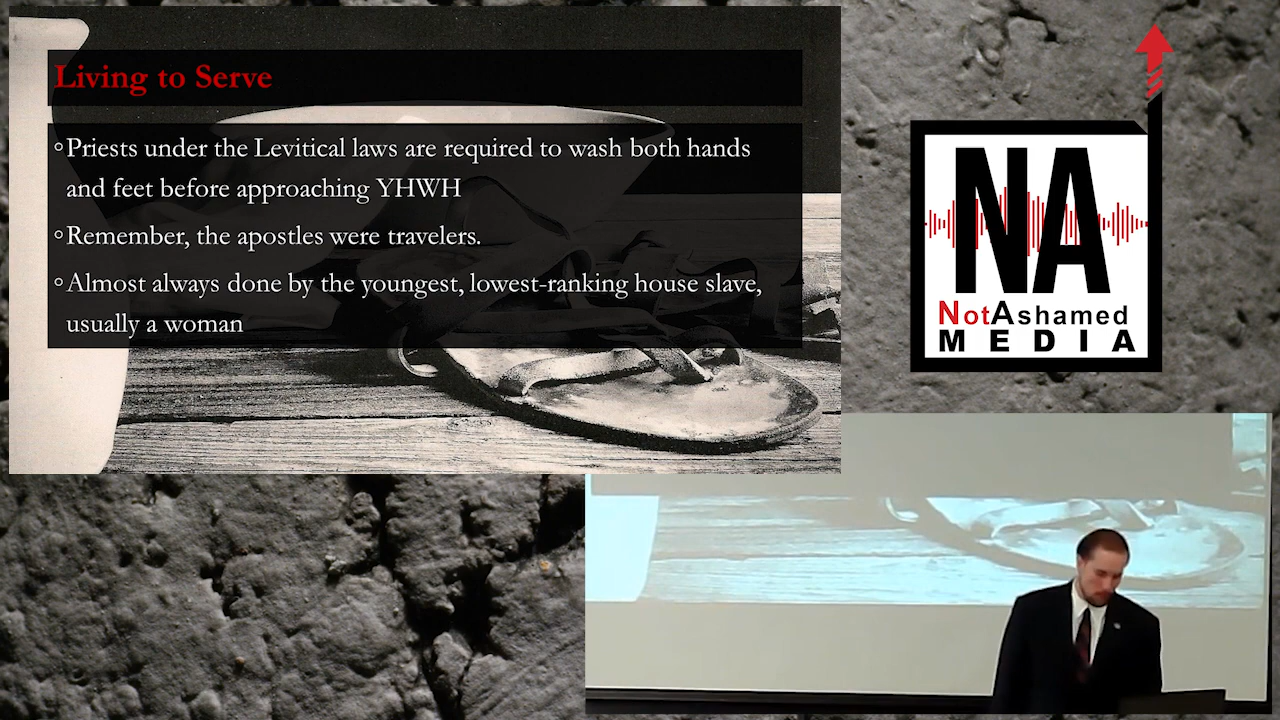 Living to Serve
◦Priests under the Levitical laws are required to wash both hands
and feet before approaching YHWH
◦Remember, the apostles were travelers.
◦Almost always done by the youngest, lowest-ranking house slave,
usually a woman
NA
NotAshamed
MEDIA